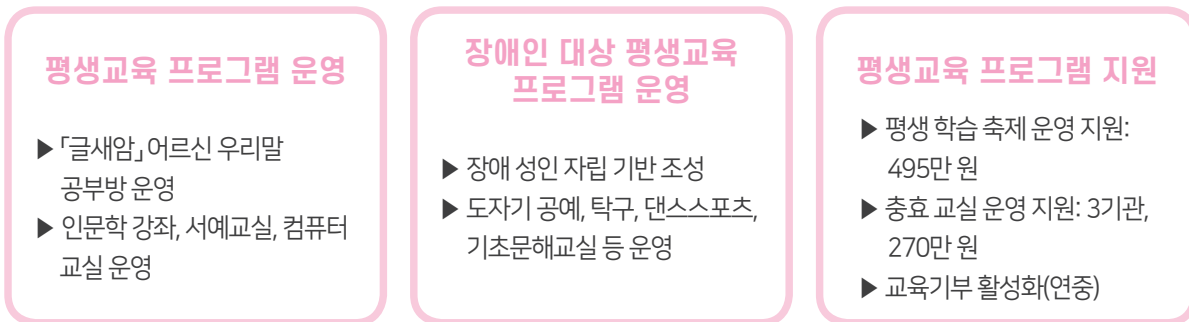 평생교육 프로그램 운영
▶ 「글새암」 어르신 우리말
공부방 운영
▶ 인문학 강좌, 서예교실, 컴퓨터
교실 운영
장애인 대상 평생교육
프로그램 운영
▶ 장애 성인 자립 기반 조성
▶ 도자기 공예, 탁구, 댄스스포츠,
기초문해교실 등 운영
평생교육 프로그램 지원
▶ 평생 학습 축제 운영 지원:
495만 원
▶ 충효 교실 운영 지원: 3기관,
270만 원
▶ 교육기부 활성화(연중)